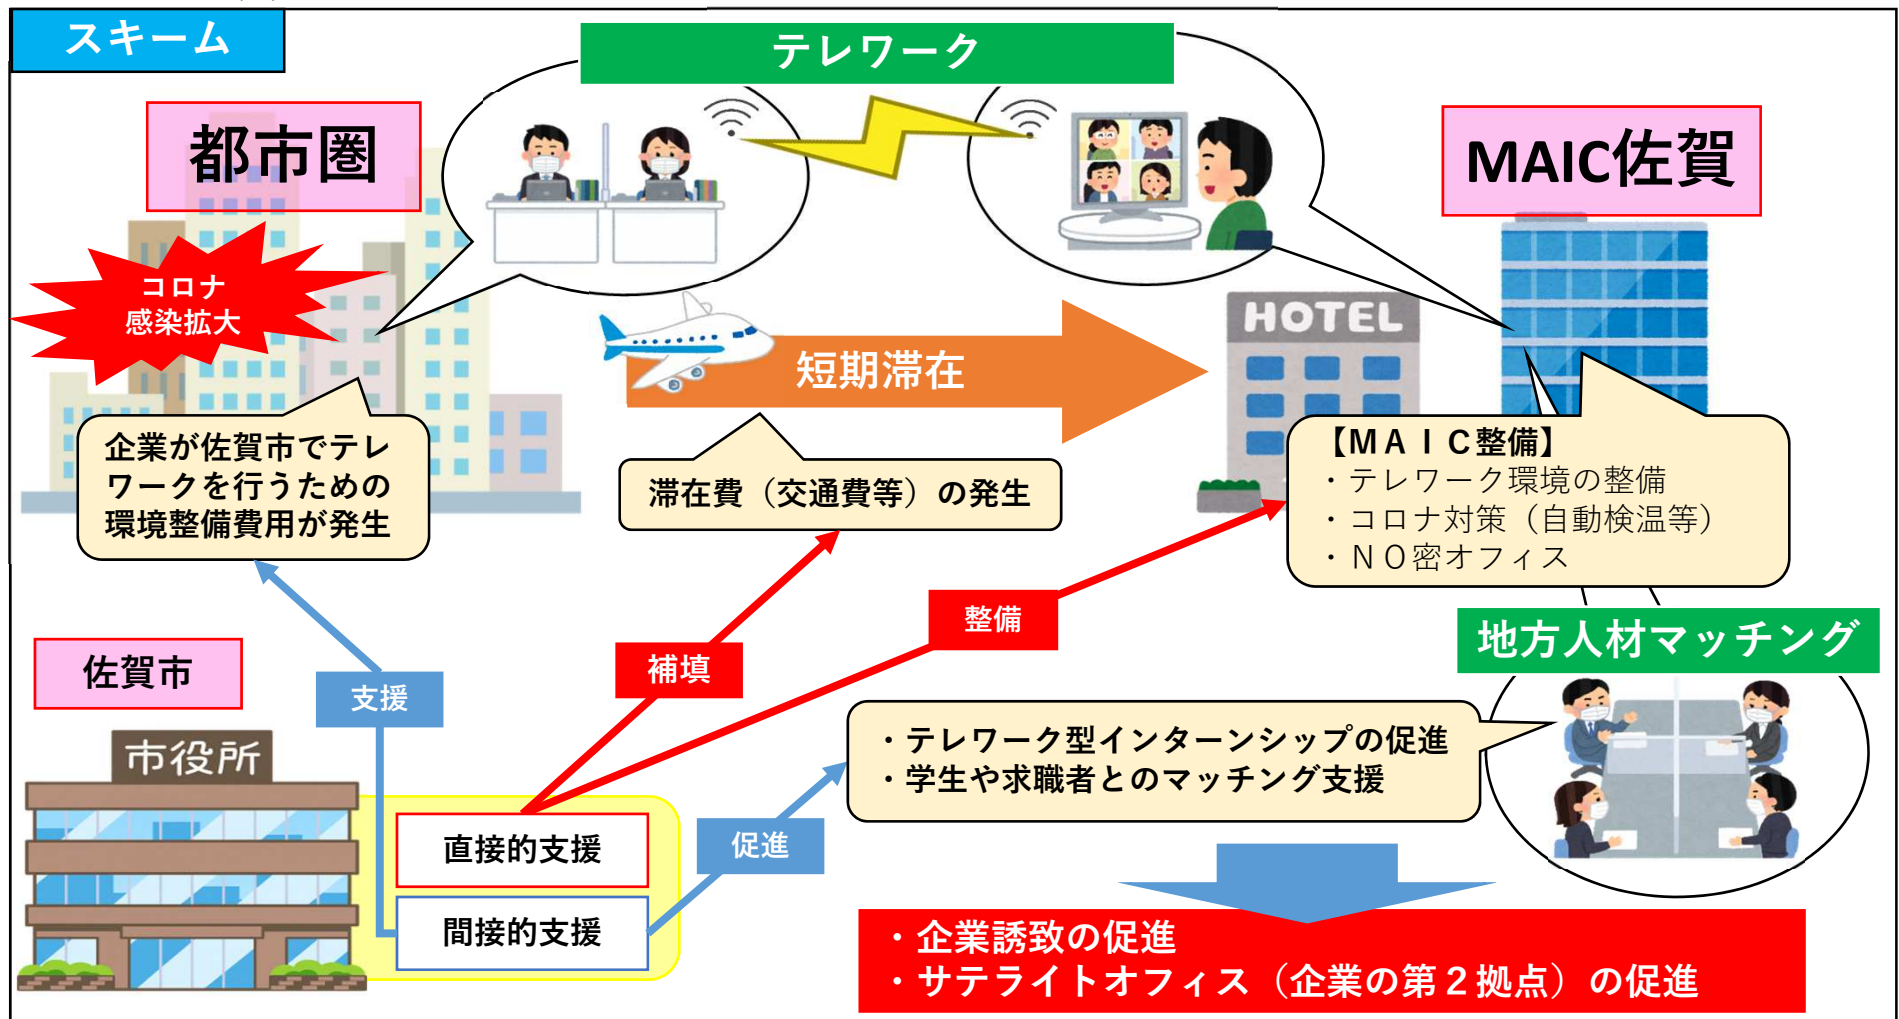 スキーム
テレワーク
都市圏
MAIC佐賀
コロナ
感染拡大
HOTEL
短期滞在
企業が佐賀市でテレ
ワークを行うための
環境整備費用が発生
滞在費（交通費等）の発生
【ＭＡＩＣ整備】
・テレワーク環境の整備
・コロナ対策（自動検温等）
・ＮＯ密オフィス
整備
地方人材マッチング
佐賀市
支援
補填
市役所
・テレワーク型インターンシップの促進
・学生や求職者とのマッチング支援
直接的支援
促進
間接的支援
・企業誘致の促進
・サテライトオフィス（企業の第２拠点）の促進